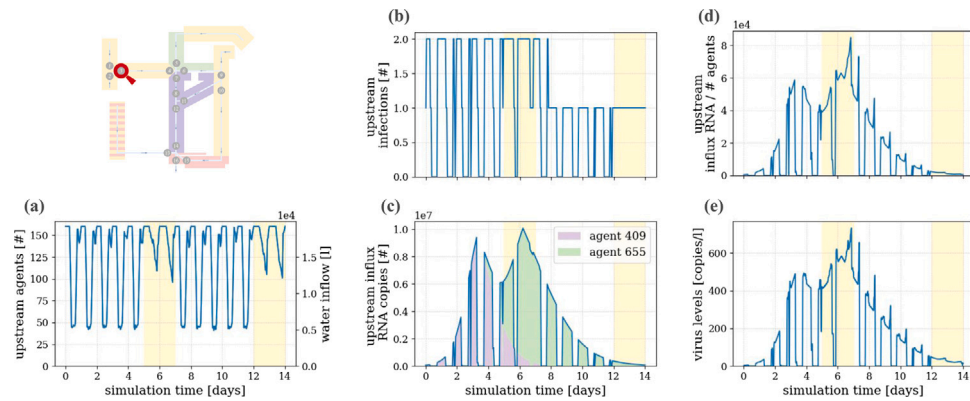 (b)
2.0
1.5
1.0
0.5
0.0
upstream
infections [#]
(d)
1e4
8
6
4
2
0
upstream
influx RNA / # agents
(a)
1e4
150
125
100
75
50
25
0
upstream agents [#]
1.5
1.0
0.5
0.0
water inflow [l]
0 2 4 6 8 10 12 14
simulation time [days]
(c)
1e7
1.0
0.8
0.6
0.4
0.2
0.0
upstream influx
RNA copies [#]
agent 409
agent 655
0 2 4 6 8 10 12 14
simulation time [days]
(e)
600
400
200
0
virus levels [copies/l]
0 2 4 6 8 10 12 14
simulation time [days]